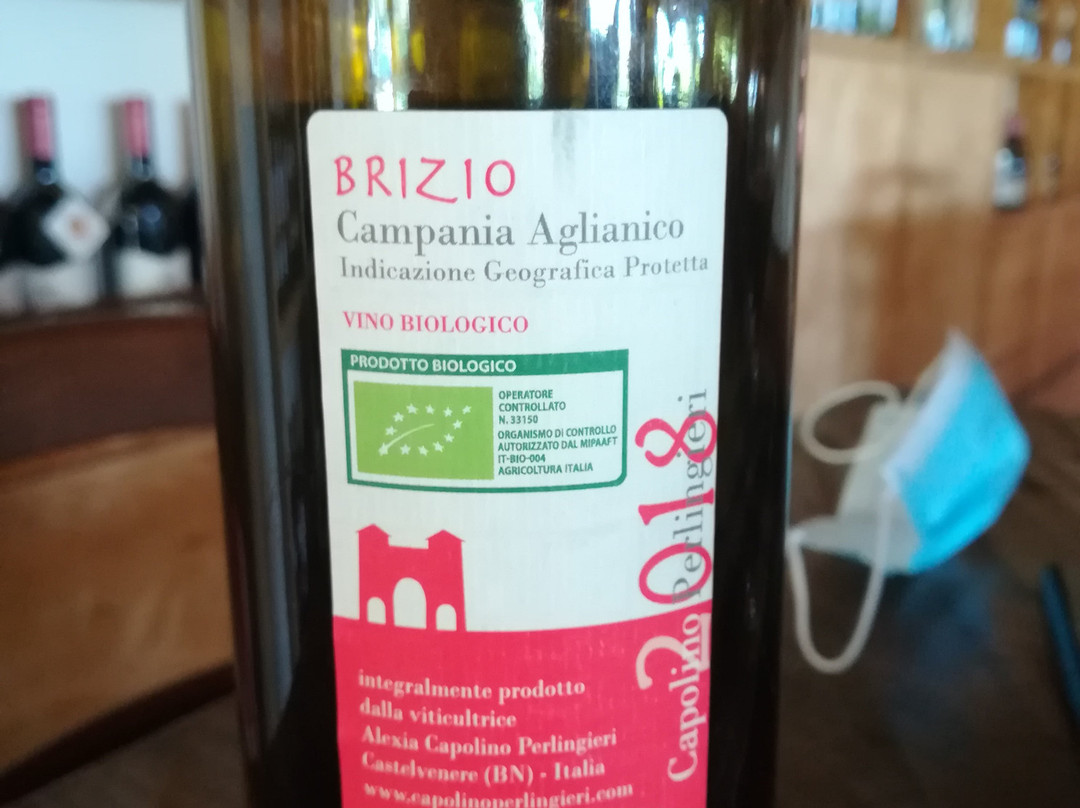 BRIZIO
Campania Aglianico
Indicazione Geografica Protetta
VINO BIOLOGICO
PRODOTTO BIOLOGICO
OPERATORE
CONTROLLATO
N. 33150
ORGANISMO DI CONTROLLO
AUTORIZZATO DAL MIPAAFT
IT-BIO-004
AGRICOLTURA ITALIA
2018
Capolino Perlingieri
integralmente prodotto
dalla viticultrice
Alexia Capolino Perlingieri
Castelvenere (BN) - Italia
www.capolinoperlingieri.com